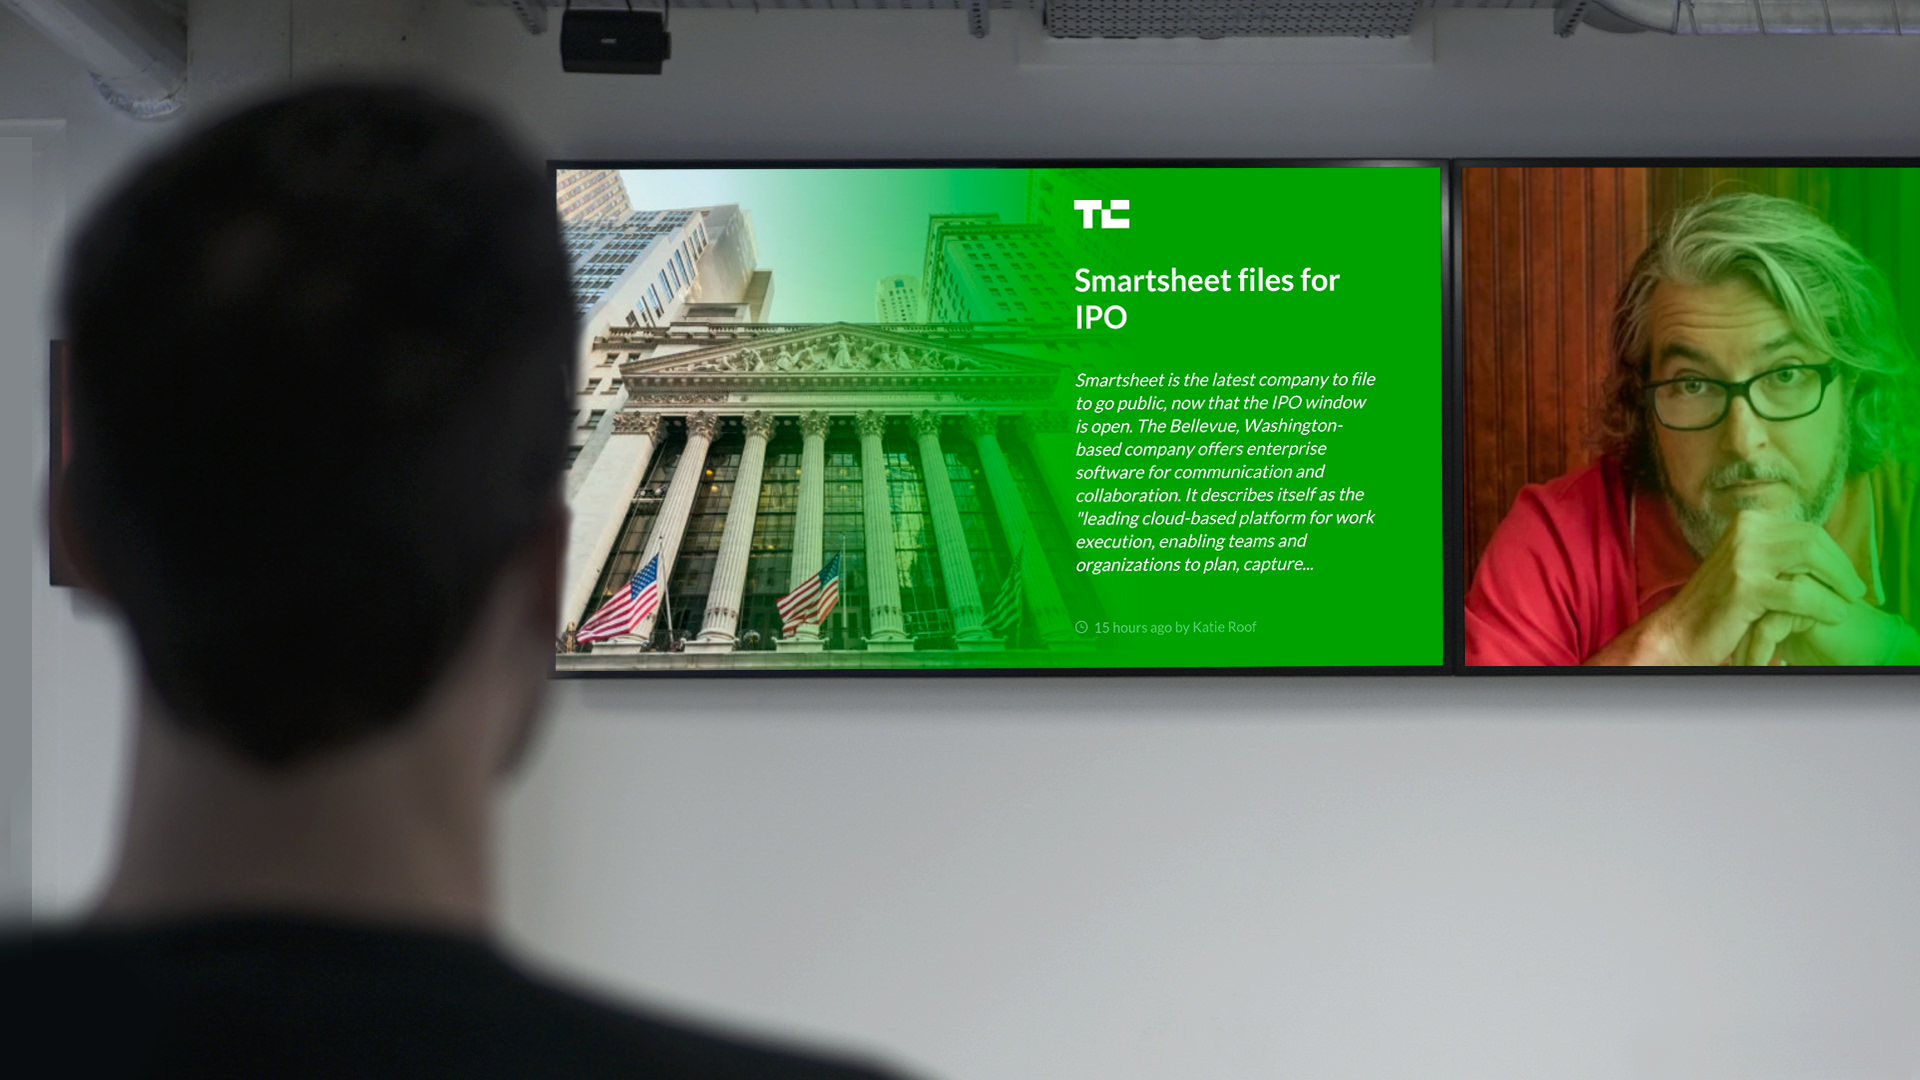 TC
Smartsheet files for
IPO
Smartsheet is the latest company to file
to go public, now that the IPO window
is open. The Bellevue, Washington-
based company offers enterprise
software for communication and
collaboration. It describes itself as the
"leading cloud-based platform for work
execution, enabling teams and
organizations to plan, capture...
15 hours ago by Katie Roof